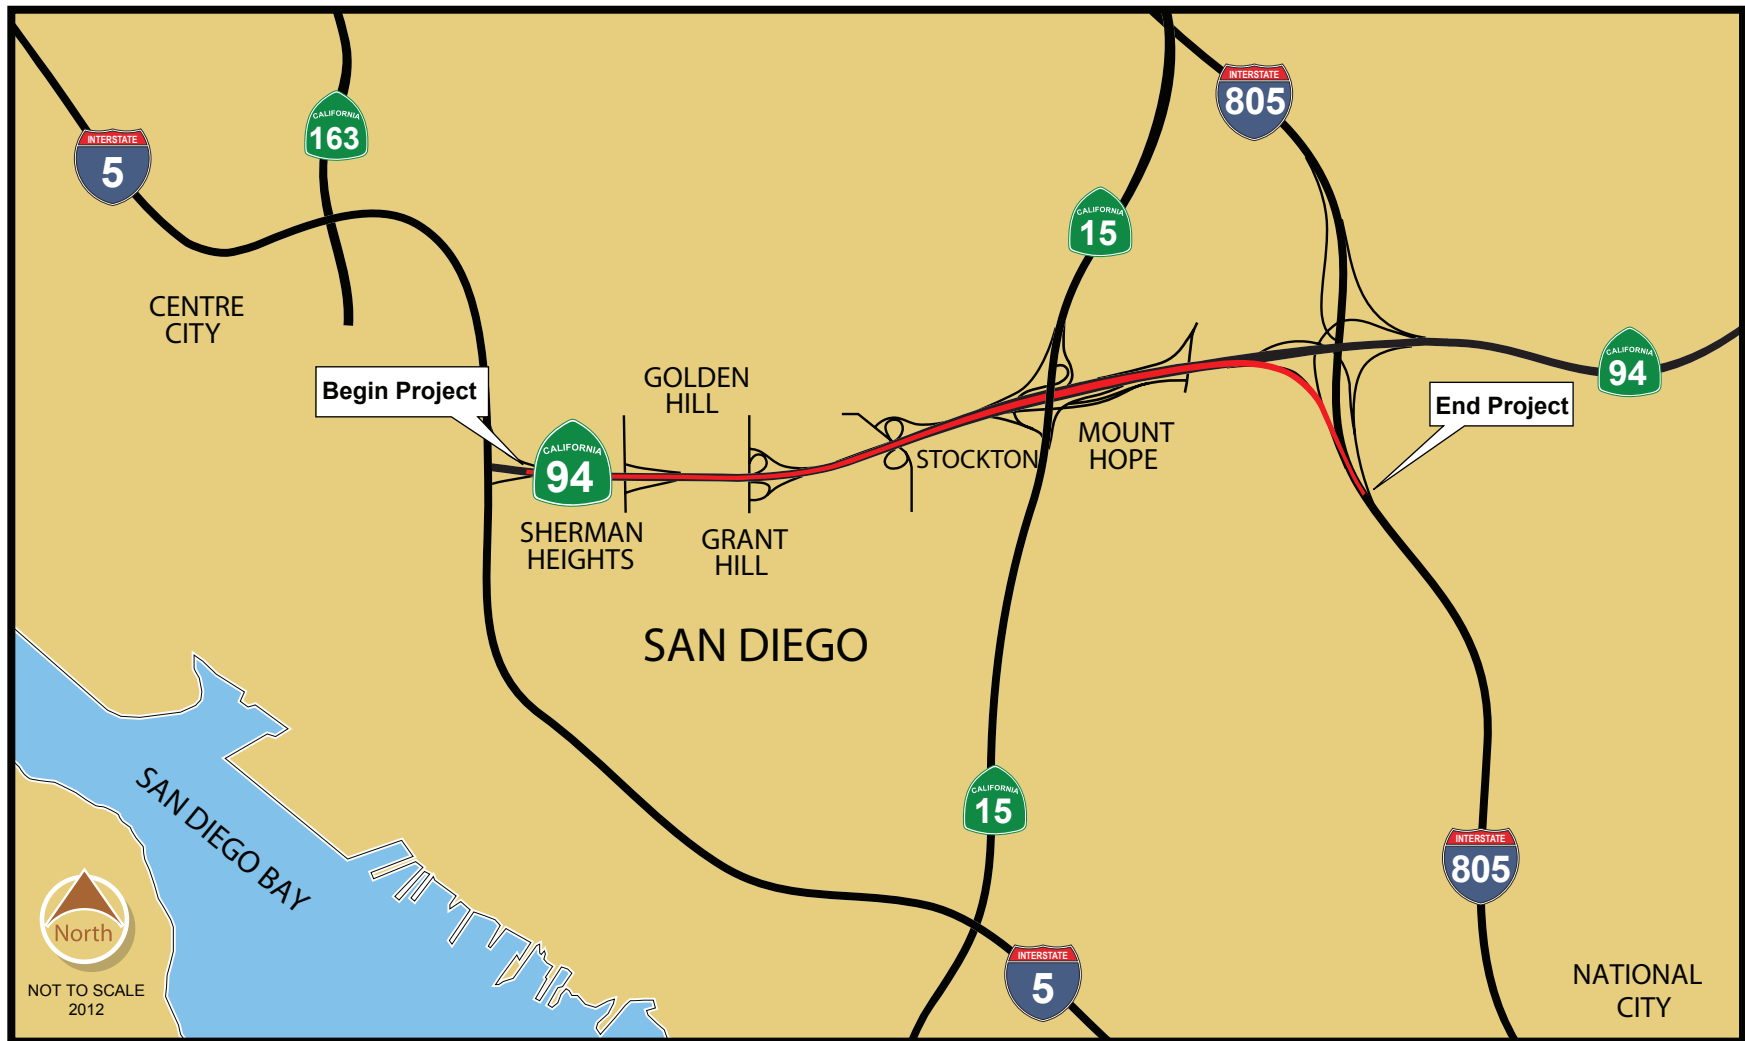 INTERSTATE
5
CALIFORNIA
163
INTERSTATE
805
CALIFORNIA
15
CENTRE
CITY
Begin Project
GOLDEN
HILL
CALIFORNIA
94
End Project
CALIFORNIA
94
STOCKTON
MOUNT
HOPE
SHERMAN
HEIGHTS
GRANT
HILL
SAN DIEGO
SAN DIEGO BAY
CALIFORNIA
15
INTERSTATE
805
North
NOT TO SCALE
2012
INTERSTATE
5
NATIONAL
CITY